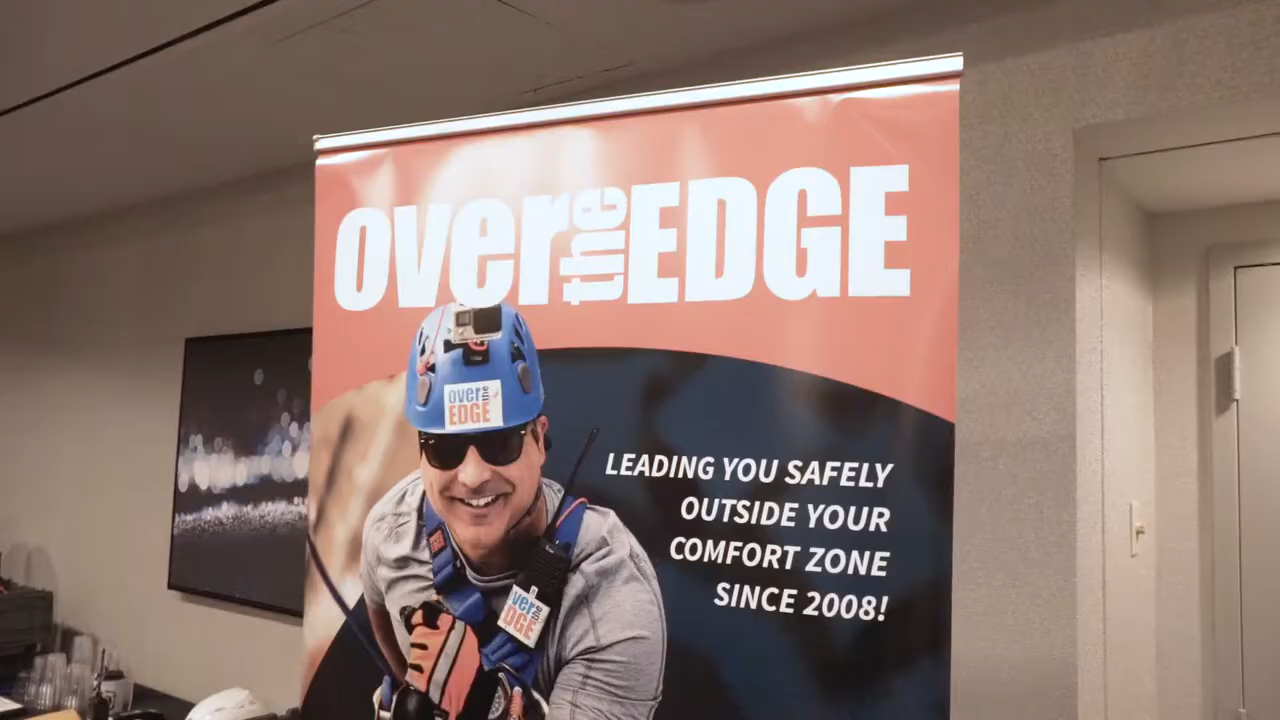 over the EDGE
over the
EDGE
LEADING YOU SAFELY
OUTSIDE YOUR
COMFORT ZONE
SINCE 2008!
over the
EDGE